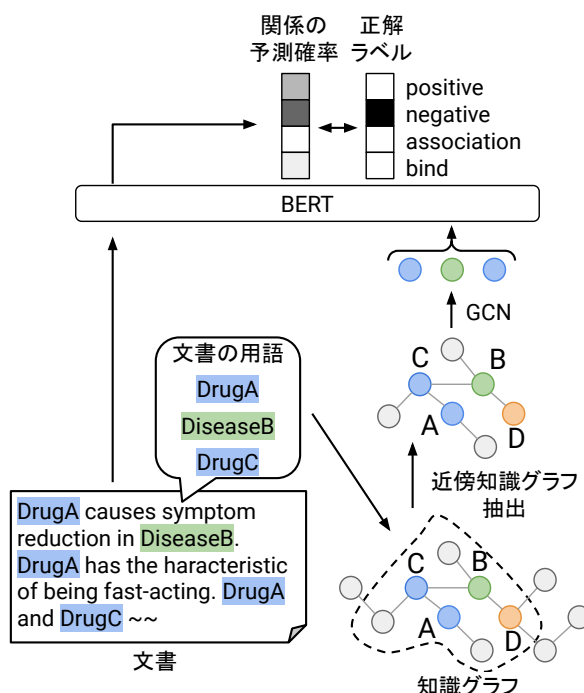 関係の
予測確率
正解
ラベル
positive
negative
association
bind
BERT
GCN
文書の用語
DrugA
DiseaseB
DrugC
C
B
A
D
近傍知識グラフ
抽出
DrugA causes symptom
reduction in DiseaseB.
DrugA has the haracteristic
of being fast-acting. DrugA
and DrugC ~~
文書
C
B
A
D
知識グラフ